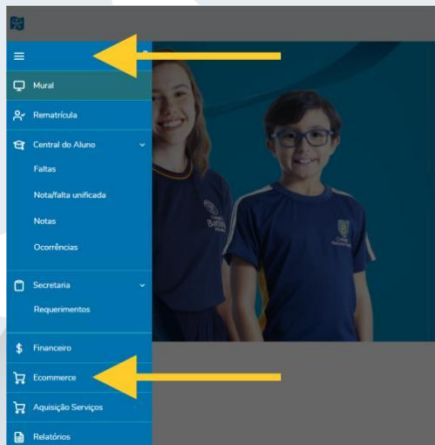 Mural
Rematrícula
Central do Aluno
Faltas
Nota/falta unificada
Notas
Ocorrências
Secretaria
Requerimentos
Financeiro
Ecommerce
Aquisição Serviços
Relatórios